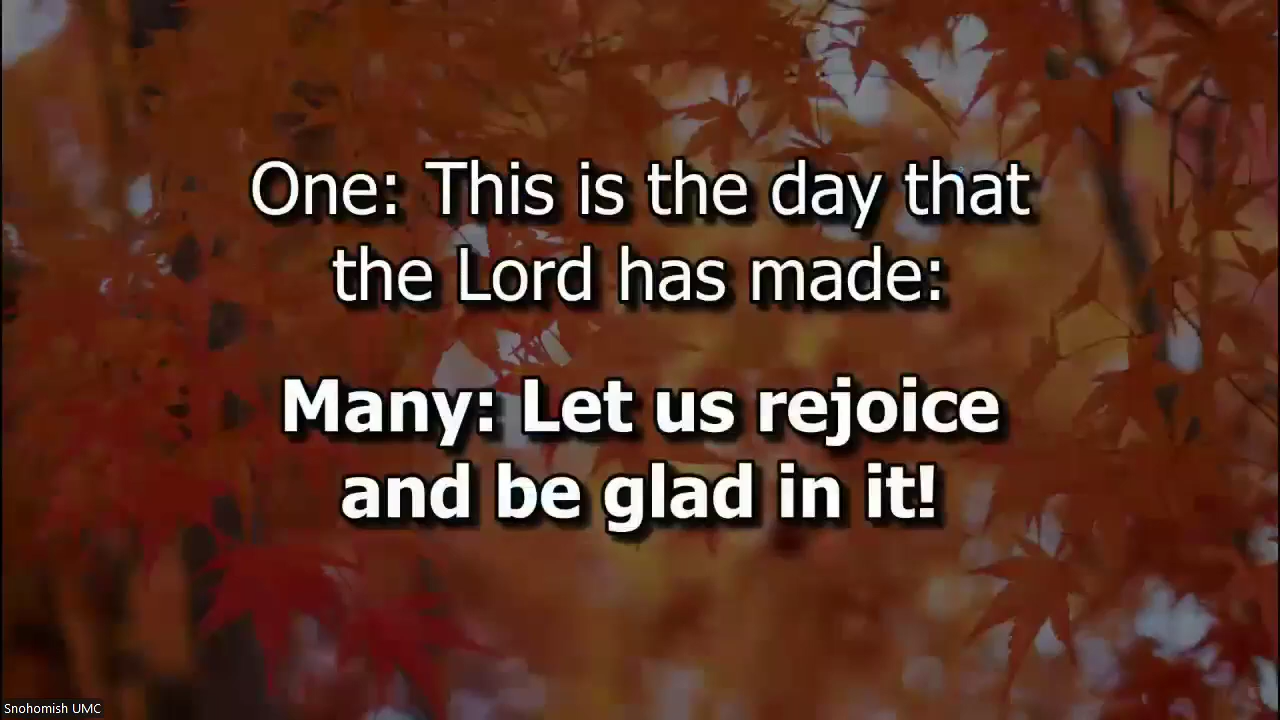 One: This is the day that
the Lord has made:
Many: Let us rejoice
and be glad in it!
Snohomish UMC